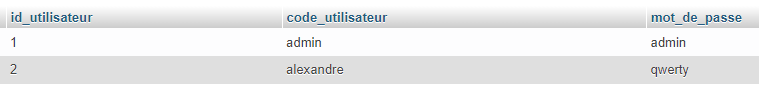 id_utilisateur code_utilisateur mot_de_passe
1 admin admin
2 alexandre qwerty